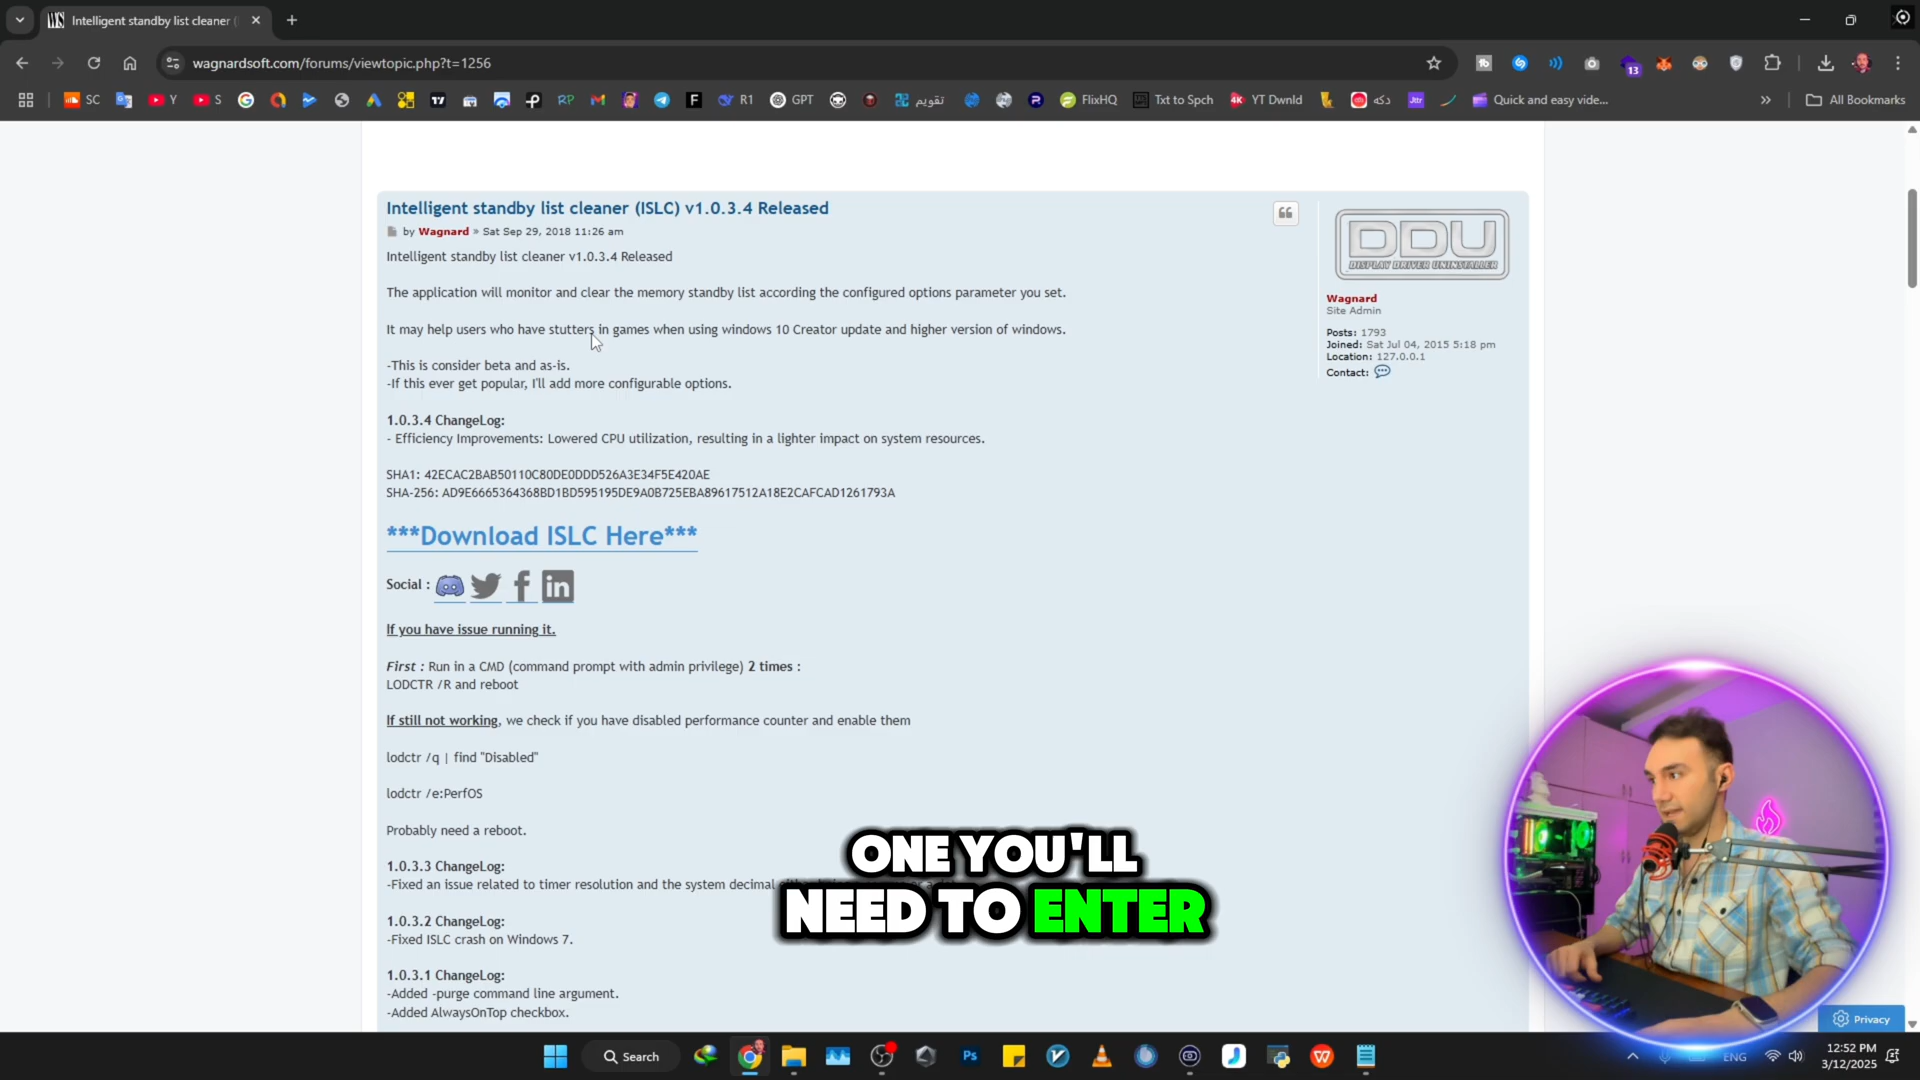 Intelligent standby list cleaner (
wagnardsoft.com/forums/viewtopic.php?t=1256
13
SC
Y
S
RP
F
R1
GPT
تقویم
FlixHQ
Txt to Spch
4K
YT Dwnld
دکه
Quick and easy vide...
»
All Bookmarks
Intelligent standby list cleaner (ISLC) v1.0.3.4 Released
by Wagnard » Sat Sep 29, 2018 11:26 am
Intelligent standby list cleaner v1.0.3.4 Released
The application will monitor and clear the memory standby list according the configured options parameter you set.
It may help users who have stutters in games when using windows 10 Creator update and higher version of windows.
-This is consider beta and as-is.
-If this ever get popular, I'll add more configurable options.
1.0.3.4 ChangeLog:
- Efficiency Improvements: Lowered CPU utilization, resulting in a lighter impact on system resources.
SHA1: 42ECAC2BAB50110C80DE0DDD526A3E34F5E420AE
SHA-256: AD9E6665364368BD1BD595195DE9A0B725EBA89617512A18E2CAFCAD1261793A
***Download ISLC Here***
Social :
If you have issue running it.
First : Run in a CMD (command prompt with admin privilege) 2 times :
LODCTR /R and reboot
If still not working, we check if you have disabled performance counter and enable them
lodctr /q | find "Disabled"
lodctr /e:PerfOS
Probably need a reboot.
1.0.3.3 ChangeLog:
-Fixed an issue related to timer resolution and the system decimal
1.0.3.2 ChangeLog:
-Fixed ISLC crash on Windows 7.
1.0.3.1 ChangeLog:
-Added -purge command line argument.
-Added AlwaysOnTop checkbox.
DDU
DISPLAY DRIVER UNINSTALLER
Wagnard
Site Admin
Posts: 1793
Joined: Sat Jul 04, 2015 5:18 pm
Location: 127.0.0.1
Contact:
ONE YOU'LL
NEED TO ENTER
Privacy
Search
Ps
ENG
12:52 PM
3/12/2025